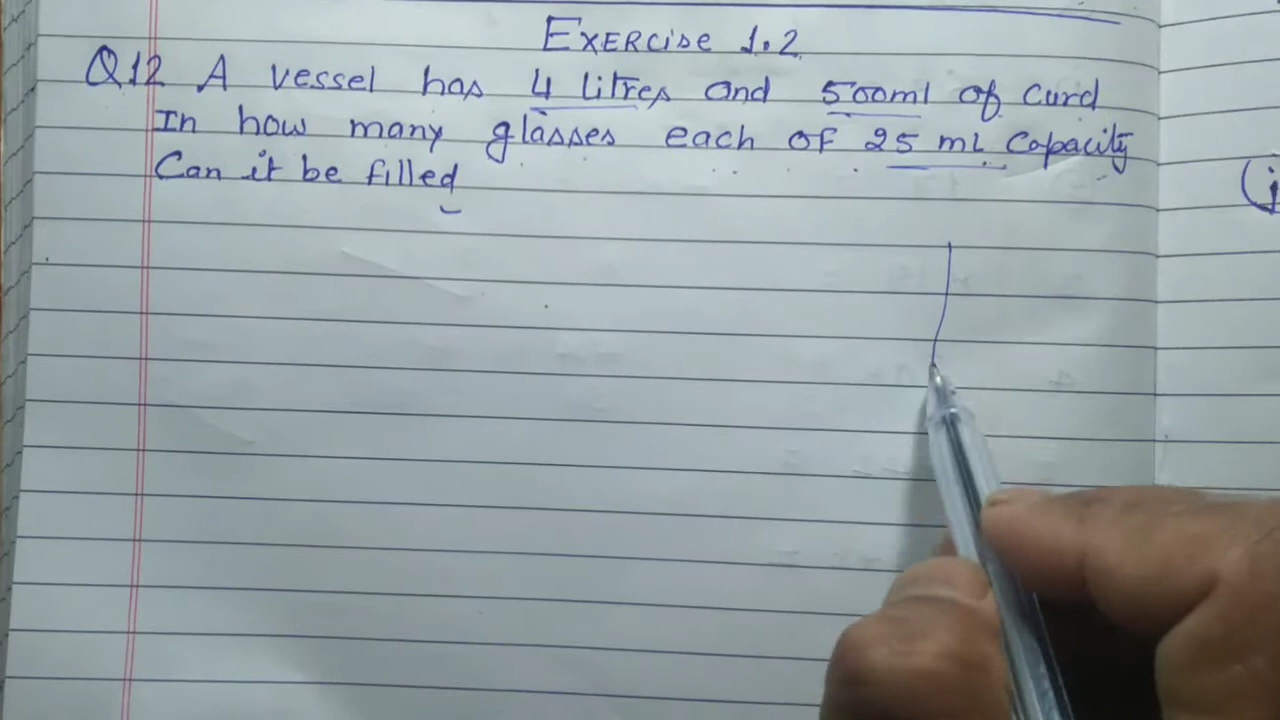 EXERCISE 1.2
Q12 A vessel has 4 litres and 500ml of curd
In how many glasses each of 25 mL Capacity
Can it be filled
(i